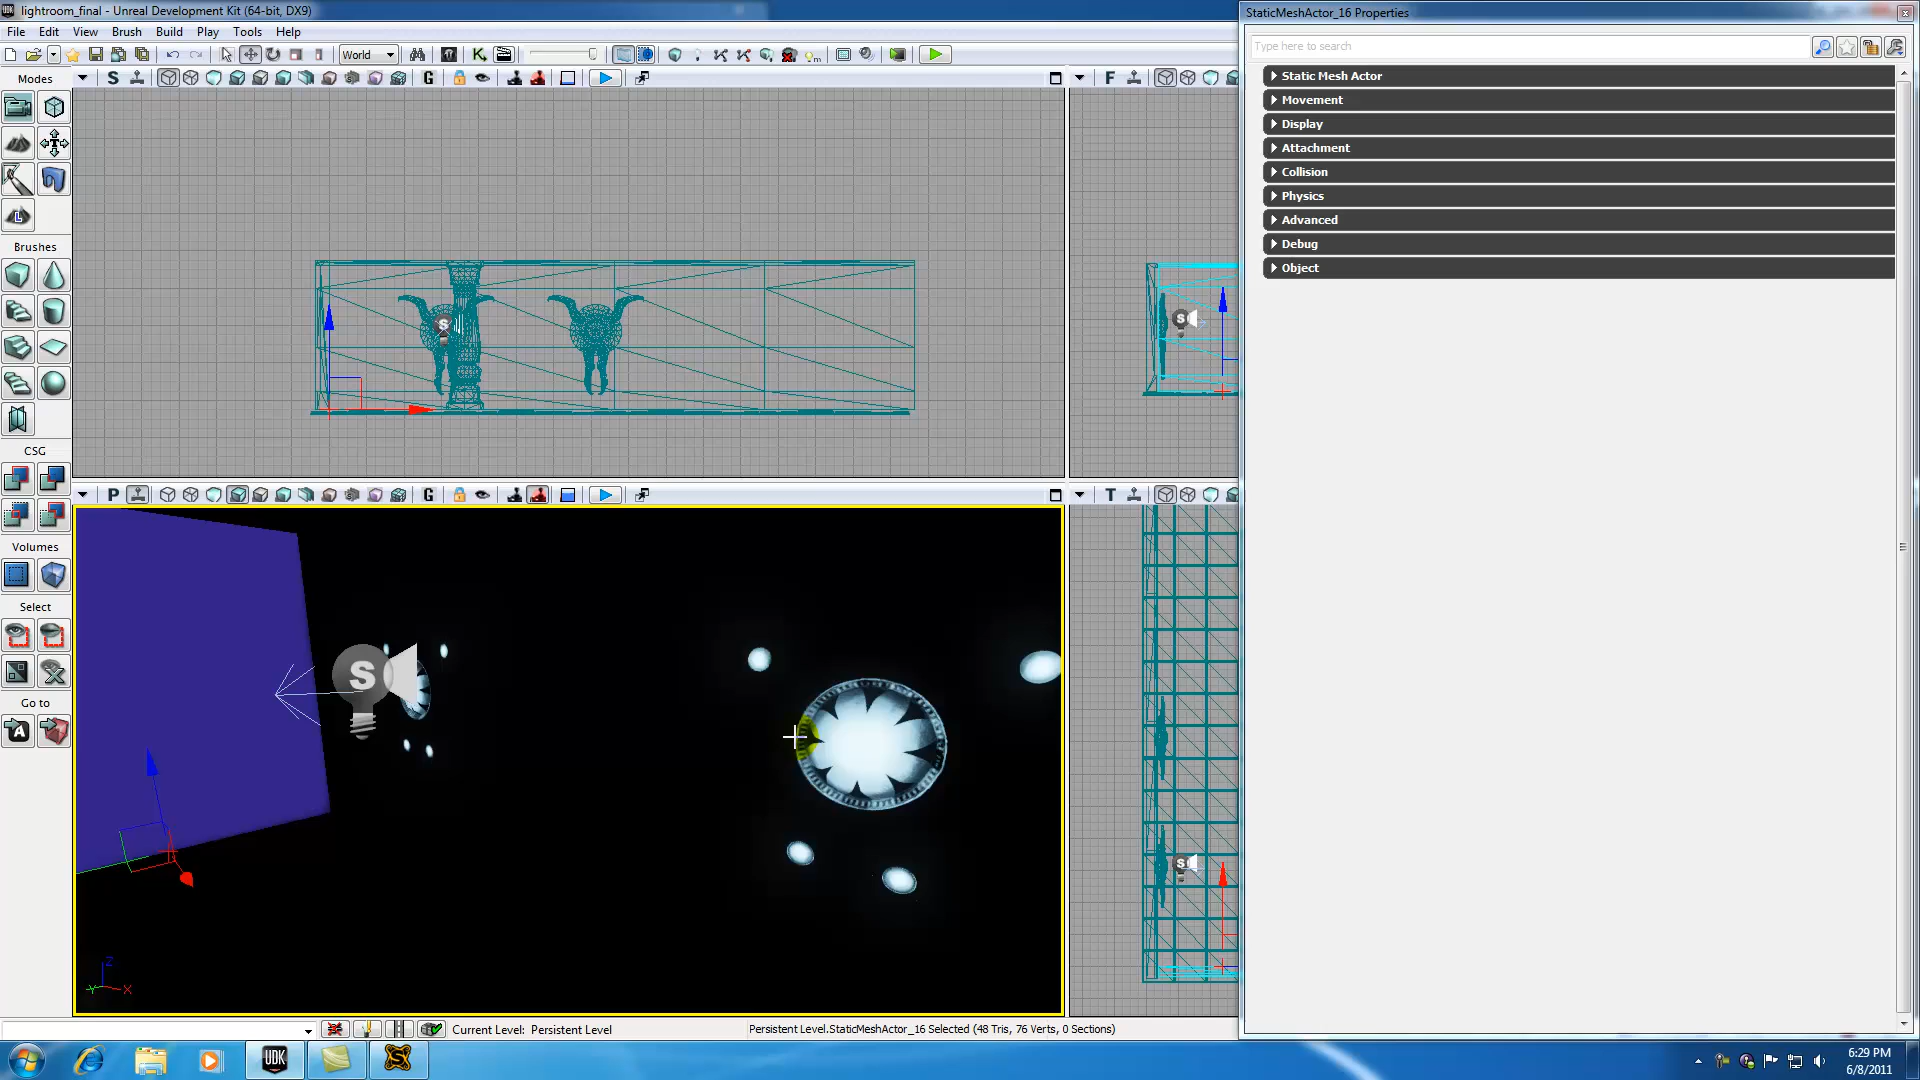 lightroom_final - Unreal Development Kit (64-bit, DX9)
StaticMeshActor_16 Properties
File Edit View Brush Build Play Tools Help
Type here to search
World
Modes
S
G
F
Static Mesh Actor
Movement
Display
Attachment
Collision
Physics
Advanced
Debug
Object
L
Brushes
CSG
Volumes
Select
Go to
A
P
G
T
S
S
S
S
Z
Y
X
Current Level: Persistent Level
Persistent Level.StaticMeshActor_16 Selected (48 Tris, 76 Verts, 0 Sections)
UDK
6:29 PM
6/8/2011